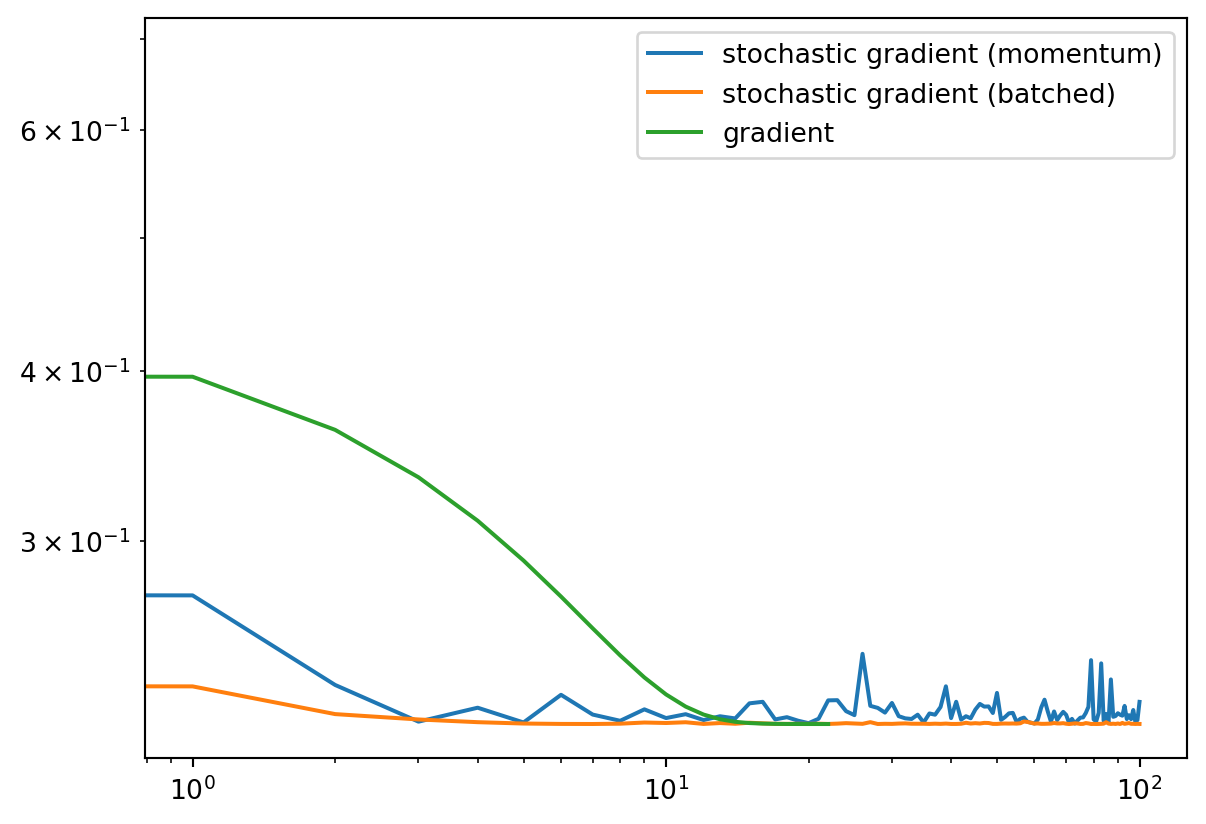 stochastic gradient (momentum)
stochastic gradient (batched)
gradient
6 × 10⁻¹
4 × 10⁻¹
3 × 10⁻¹
10⁰
10¹
10²